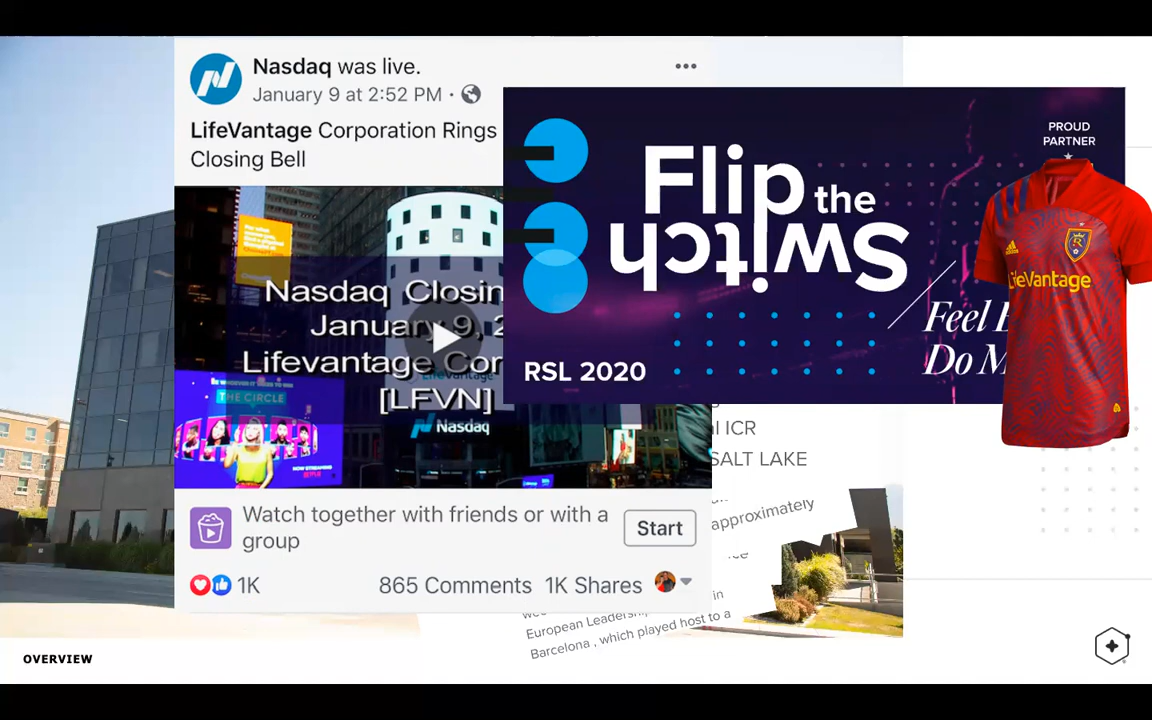 Nasdaq was live.
January 9 at 2:52 PM
LifeVantage Corporation Rings
Closing Bell
Nasdaq Closin
January 9, 2
Lifevantage Cor
[LFVN]
THE CIRCLE
Nasdaq
Watch together with friends or with a
group
Start
1K
865 Comments
1K Shares
Flip the
Switch
RSL 2020
Feel
Do M
PROUD
PARTNER
adidas
LifeVantage
ICR
SALT LAKE
approximately
in
European Leadership
Barcelona , which played host to a
OVERVIEW